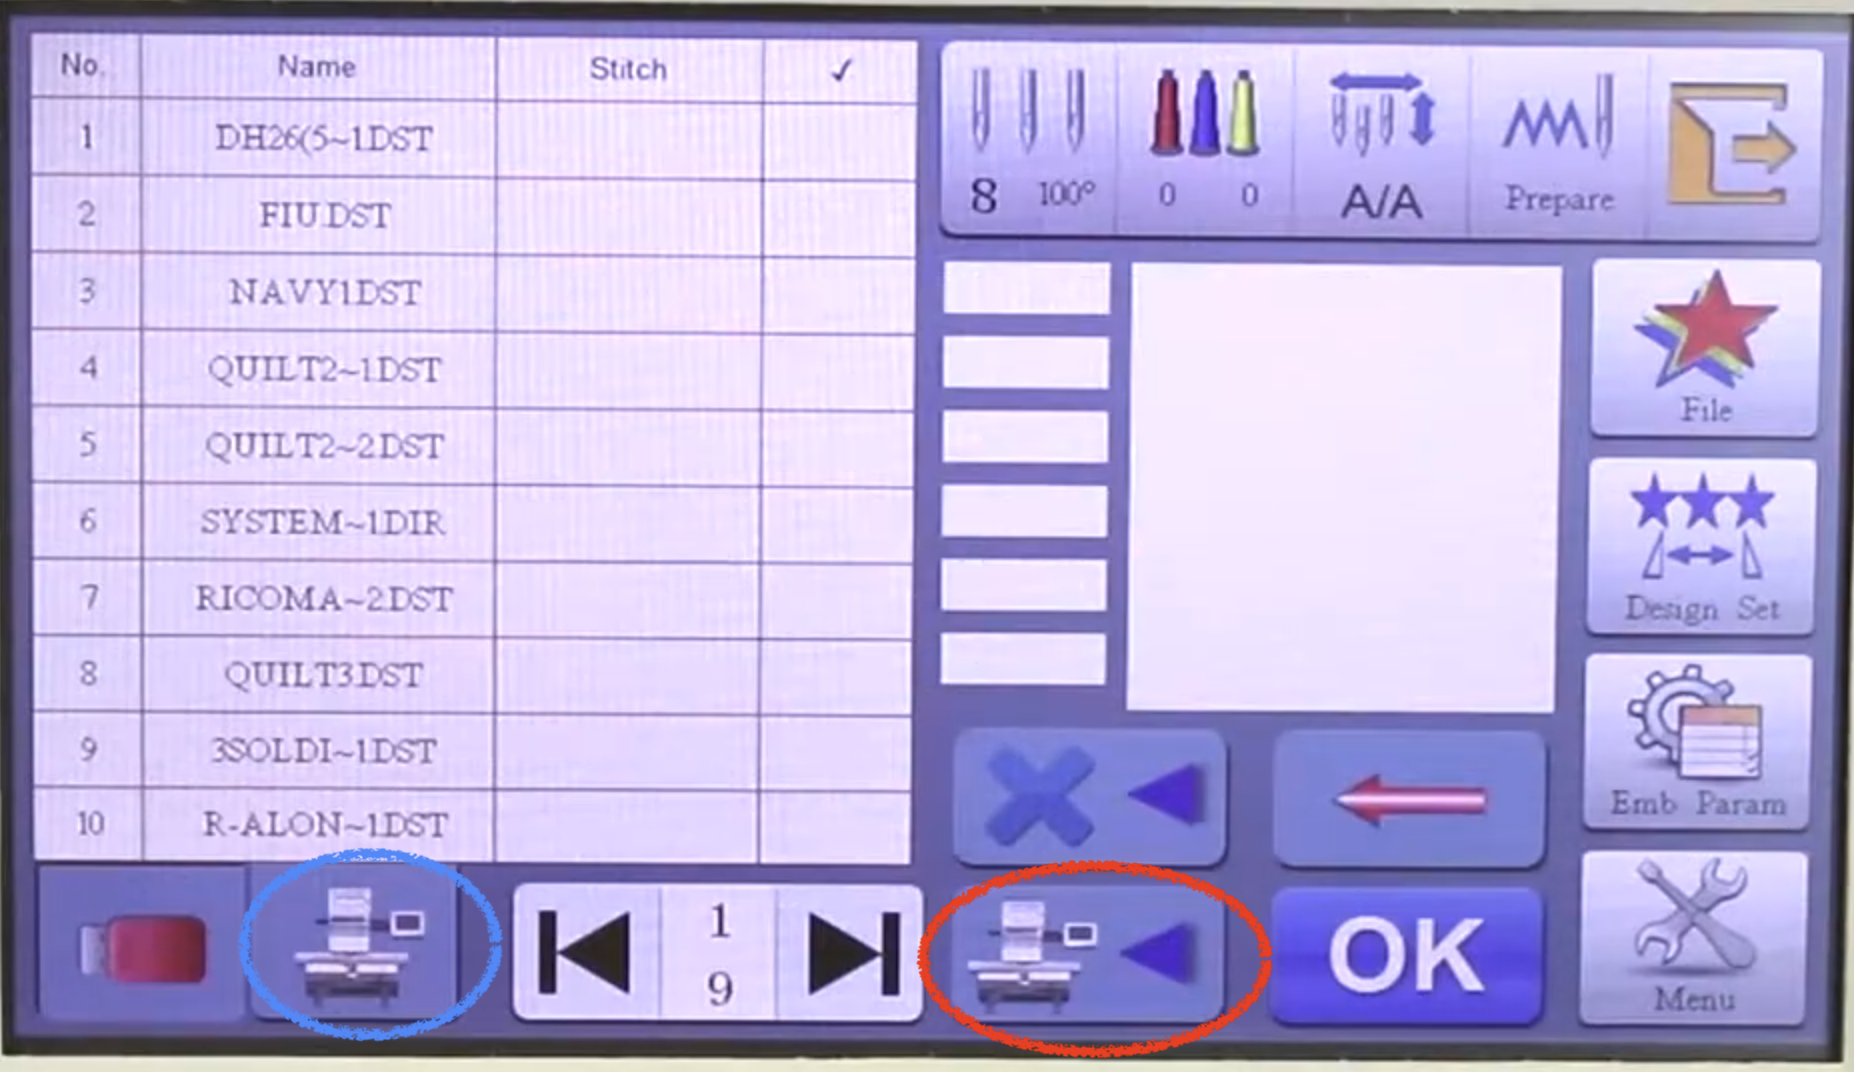 No. Name Stitch ✓
1 DH26(5~1.DST
2 FIU.DST
3 NAVY1.DST
4 QUILT2~1.DST
5 QUILT2~2.DST
6 SYSTEM~1.DIR
7 RICOMA~2.DST
8 QUILT3.DST
9 3SOLDI~1.DST
10 R-ALON~1.DST
1
9
8 100° 0 0 A/A Prepare
File
Design Set
Emb Param
OK
Menu